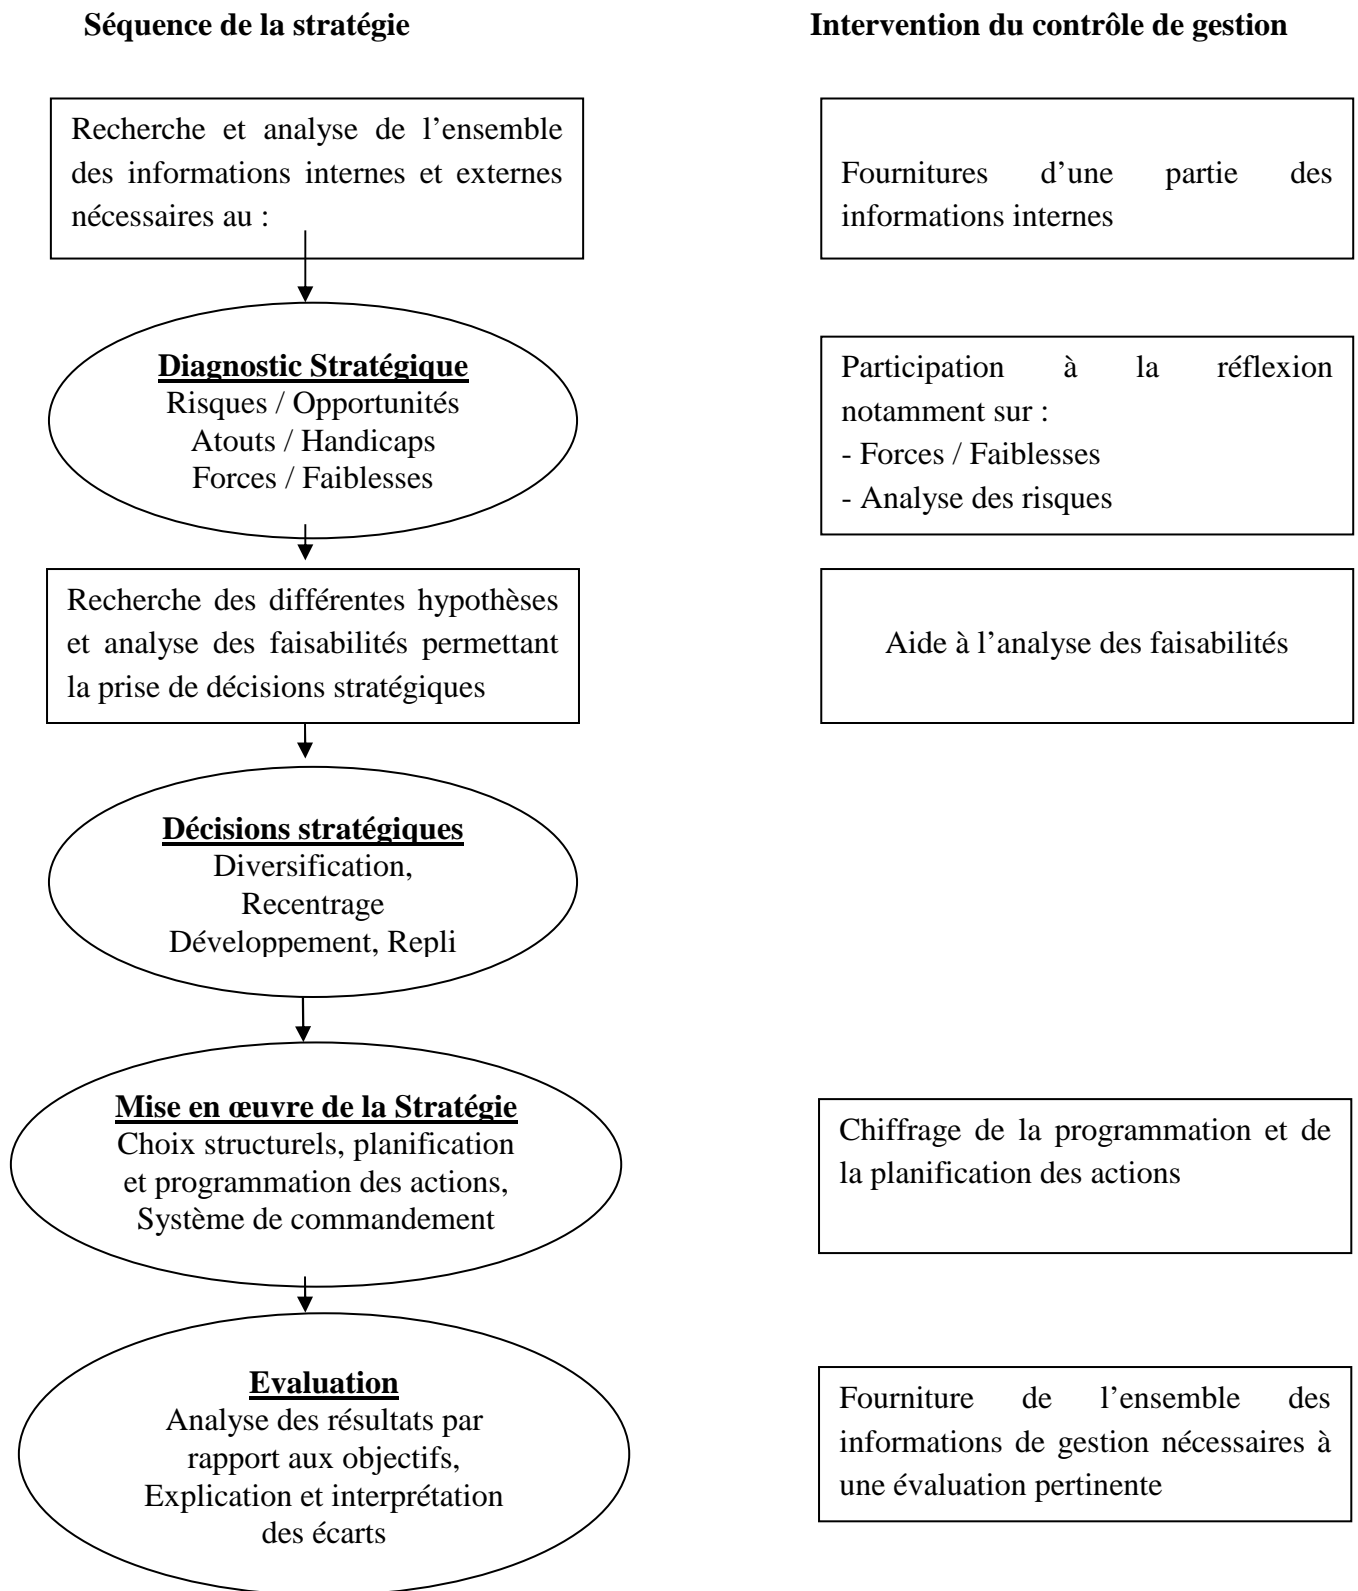 Séquence de la stratégie
Intervention du contrôle de gestion
Recherche et analyse de l’ensemble
des informations internes et externes
nécessaires au :
Fournitures d’une partie des
informations internes
Diagnostic Stratégique
Risques / Opportunités
Atouts / Handicaps
Forces / Faiblesses
Participation à la réflexion
notamment sur :
- Forces / Faiblesses
- Analyse des risques
Recherche des différentes hypothèses
et analyse des faisabilités permettant
la prise de décisions stratégiques
Aide à l’analyse des faisabilités
Décisions stratégiques
Diversification,
Recentrage
Développement, Repli
Mise en œuvre de la Stratégie
Choix structurels, planification
et programmation des actions,
Système de commandement
Chiffrage de la programmation et de
la planification des actions
Evaluation
Analyse des résultats par
rapport aux objectifs,
Explication et interprétation
des écarts
Fourniture de l’ensemble des
informations de gestion nécessaires à
une évaluation pertinente